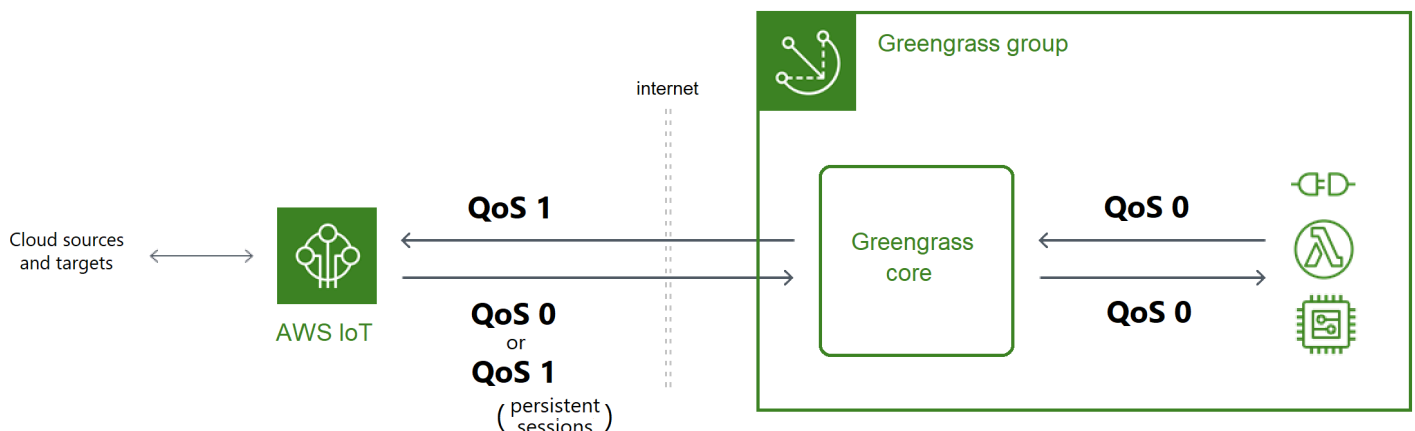 Greengrass group
internet
QoS 1
QoS 0
Cloud sources
and targets
Greengrass
core
AWS IoT
QoS 0
or
QoS 1
(persistent
sessions)
QoS 0